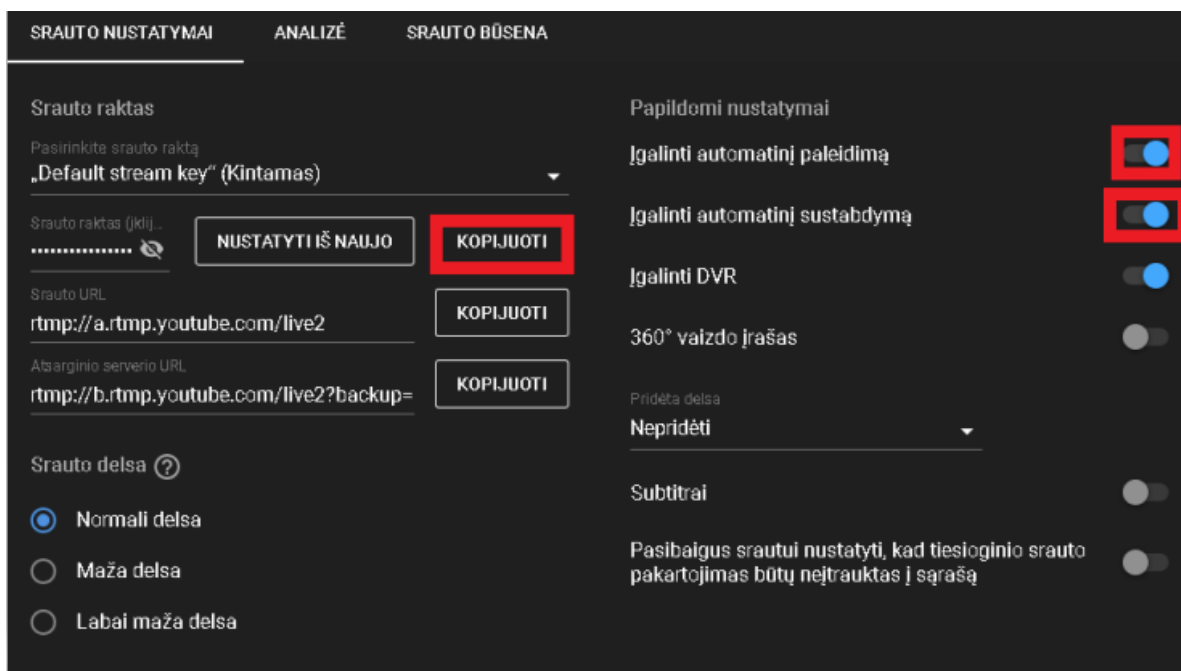 SRAUTO NUSTATYMAI
ANALIZĖ
SRAUTO BŪSENA
Srauto raktas
Pasirinkite srauto raktą
„Default stream key“ (Kintamas)
Srauto raktas (įklij...
NUSTATYTI IŠ NAUJO
KOPIJUOTI
Srauto URL
rtmp://a.rtmp.youtube.com/live2
KOPIJUOTI
Atsarginio serverio URL
rtmp://b.rtmp.youtube.com/live2?backup=
KOPIJUOTI
Srauto delsa
Normali delsa
Maža delsa
Labai maža delsa
Papildomi nustatymai
Įgalinti automatinį paleidimą
Įgalinti automatinį sustabdymą
Įgalinti DVR
360° vaizdo įrašas
Pridėta delsa
Nepridėti
Subtitrai
Pasibaigus srautui nustatyti, kad tiesioginio srauto
pakartojimas būtų neįtrauktas į sąrašą